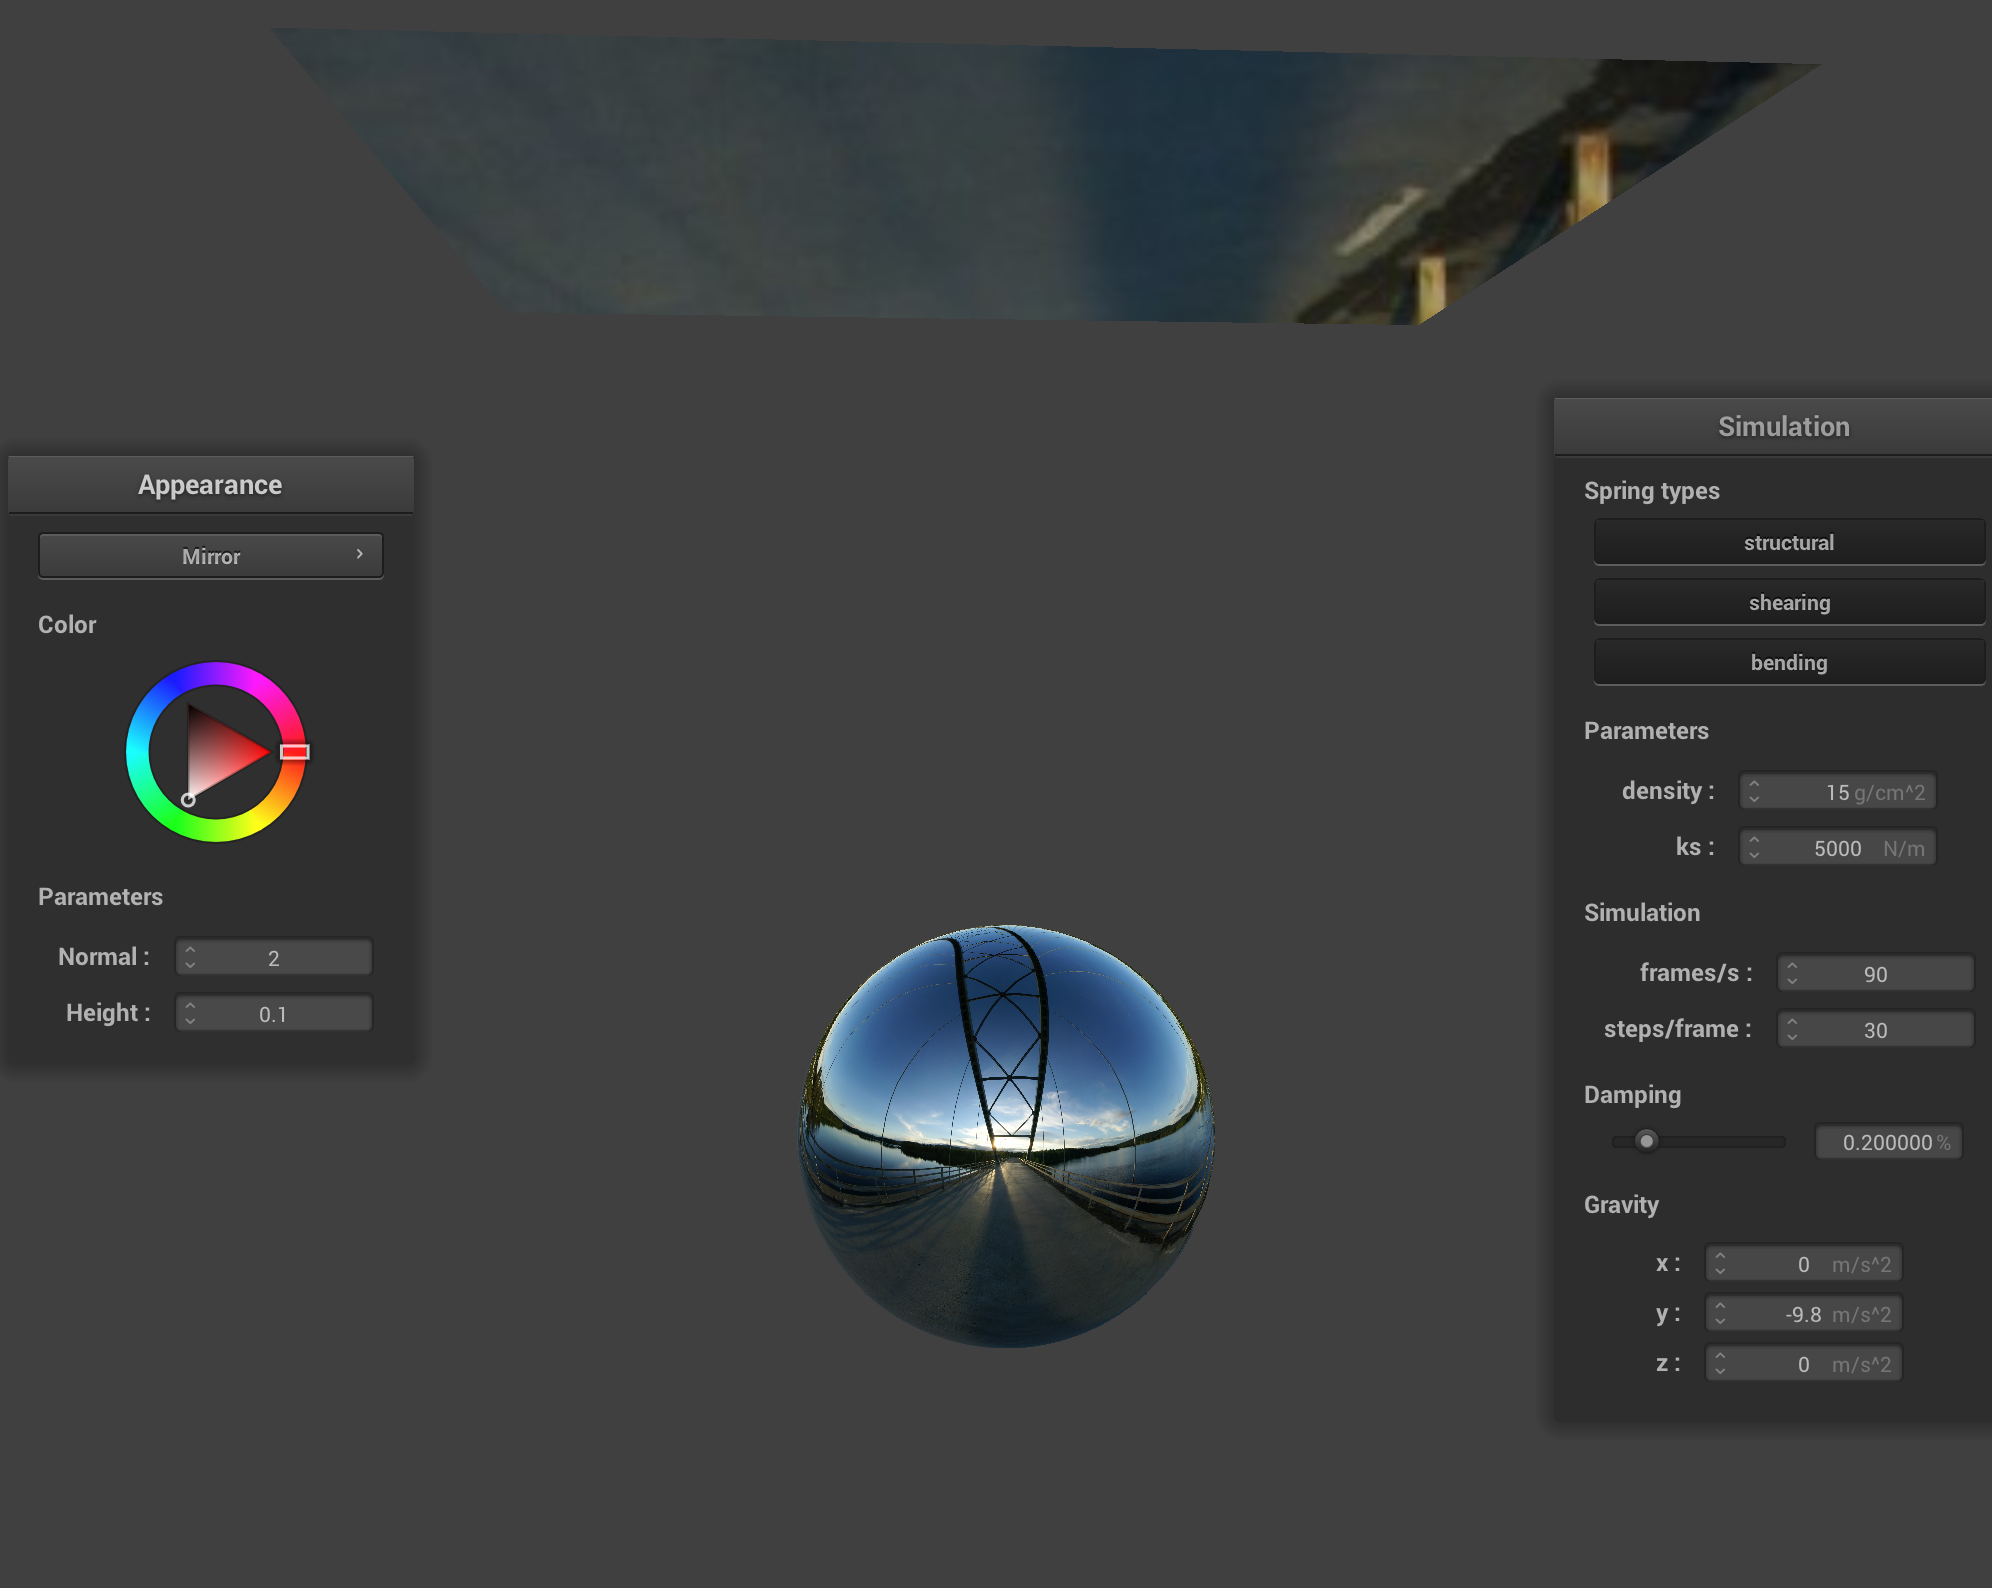 Appearance
Mirror
Color
Parameters
Normal : 2
Height : 0.1
Simulation
Spring types
structural
shearing
bending
Parameters
density : 15 g/cm^2
ks : 5000 N/m
Simulation
frames/s : 90
steps/frame : 30
Damping
0.200000 %
Gravity
x : 0 m/s^2
y : -9.8 m/s^2
z : 0 m/s^2